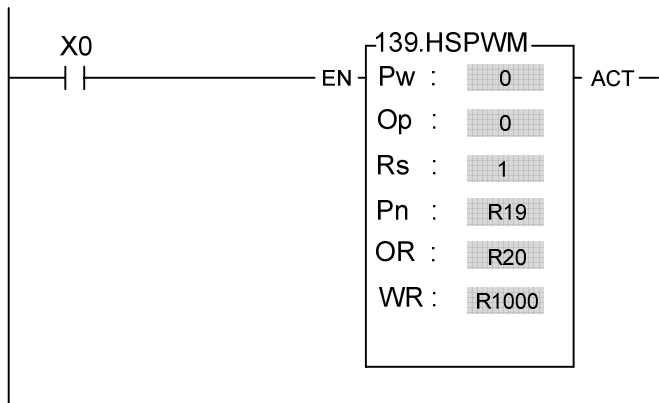 X0
139.HSPWM
EN Pw : 0 ACT
Op : 0
Rs : 1
Pn : R19
OR : R20
WR : R1000